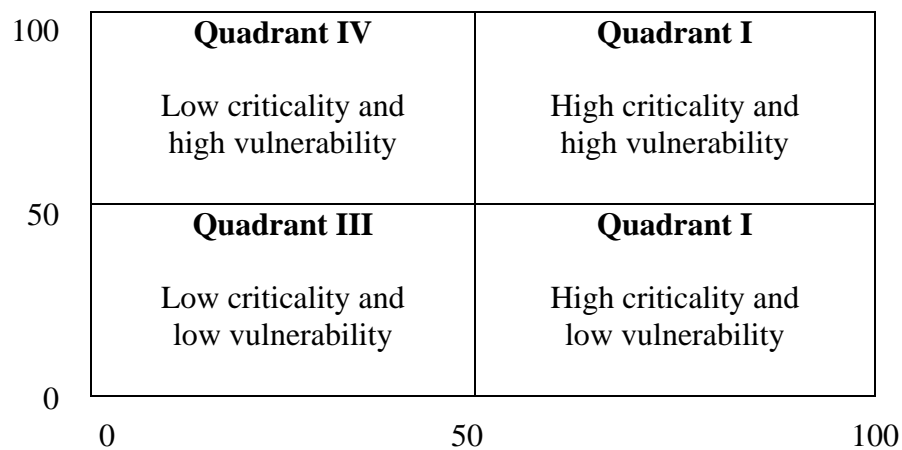 100
Quadrant IV
Quadrant I
Low criticality and
high vulnerability
High criticality and
high vulnerability
50
Quadrant III
Quadrant I
Low criticality and
low vulnerability
High criticality and
low vulnerability
0
0 50 100